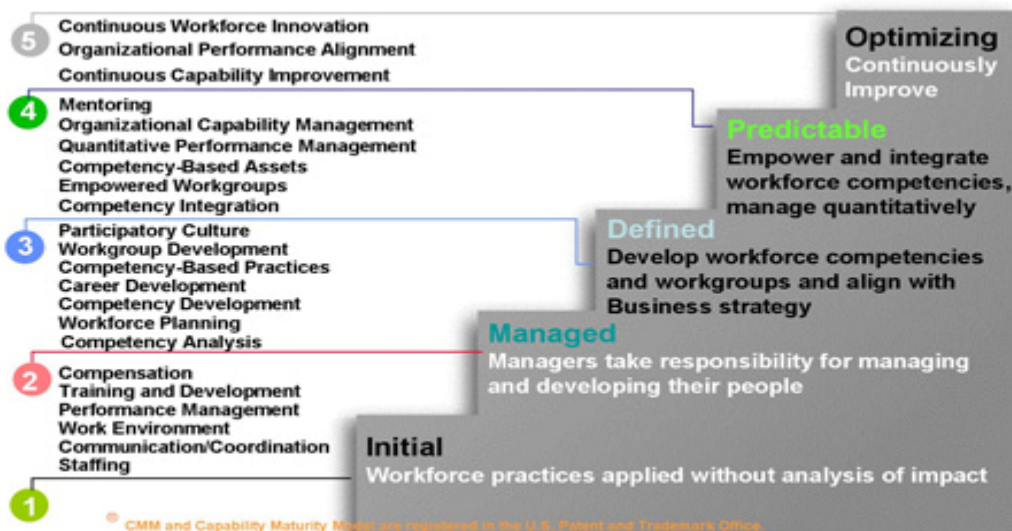 5
Continuous Workforce Innovation
Organizational Performance Alignment
Continuous Capability Improvement
Optimizing
Continuously
Improve
4
Mentoring
Organizational Capability Management
Quantitative Performance Management
Competency-Based Assets
Empowered Workgroups
Competency Integration
Predictable
Empower and integrate
workforce competencies,
manage quantitatively
3
Participatory Culture
Workgroup Development
Competency-Based Practices
Career Development
Competency Development
Workforce Planning
Competency Analysis
Defined
Develop workforce competencies
and workgroups and align with
Business strategy
2
Compensation
Training and Development
Performance Management
Work Environment
Communication/Coordination
Staffing
Managed
Managers take responsibility for managing
and developing their people
1
Initial
Workforce practices applied without analysis of impact
® CMM and Capability Maturity Model are registered in the U.S. Patent and Trademark Office.